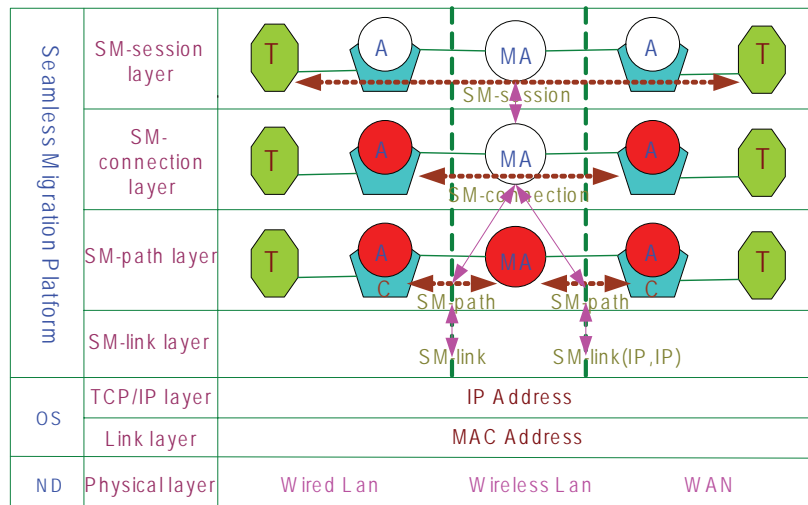 Seamless Migration Platform
SM-session
layer
T
A
MA
A
T
SM-session
SM-
connection
layer
T
A
MA
A
T
SM-connection
SM-path layer
T
A
C
MA
A
C
T
SM-path
SM-path
SM-link layer
SM-link
SM-link(IP,IP)
OS
TCP/IP layer
IP Address
Link layer
MAC Address
ND
Physical layer
Wired Lan
Wireless Lan
WAN